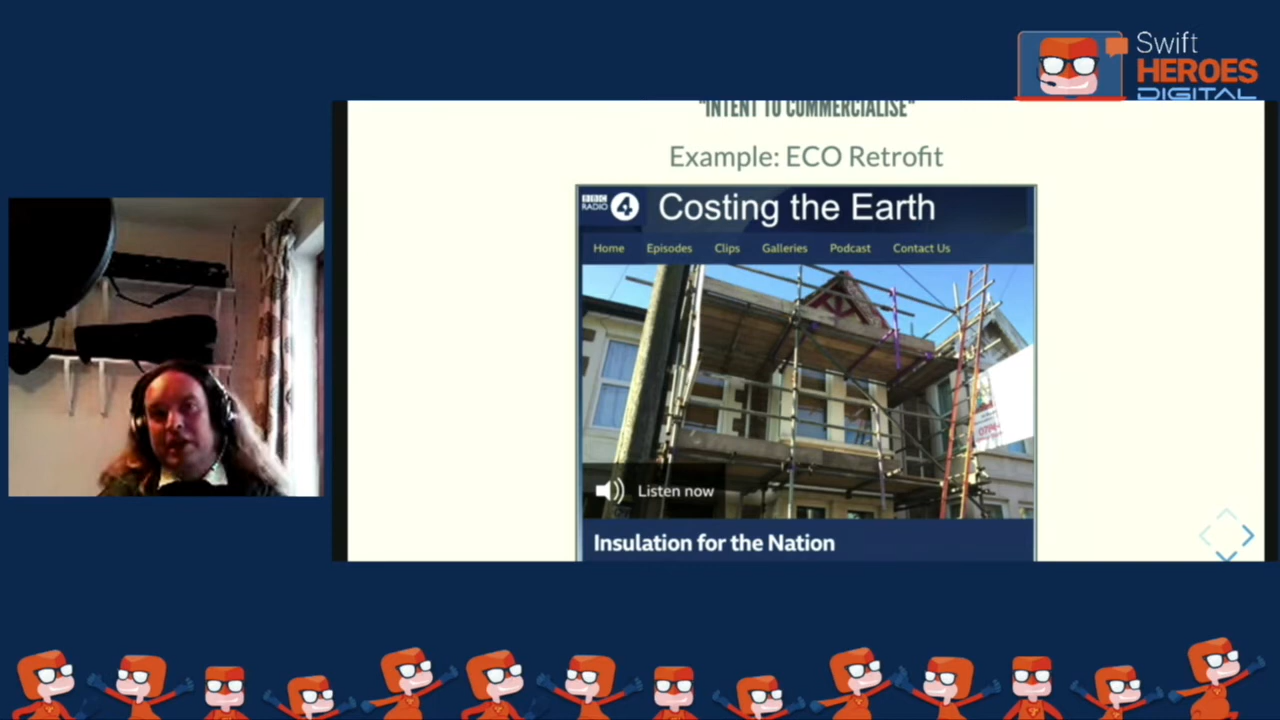 Swift
HEROES
DIGITAL
"INTENT TO COMMERCIALISE"
Example: ECO Retrofit
BBC
RADIO 4
Costing the Earth
Home Episodes Clips Galleries Podcast Contact Us
Listen now
Insulation for the Nation